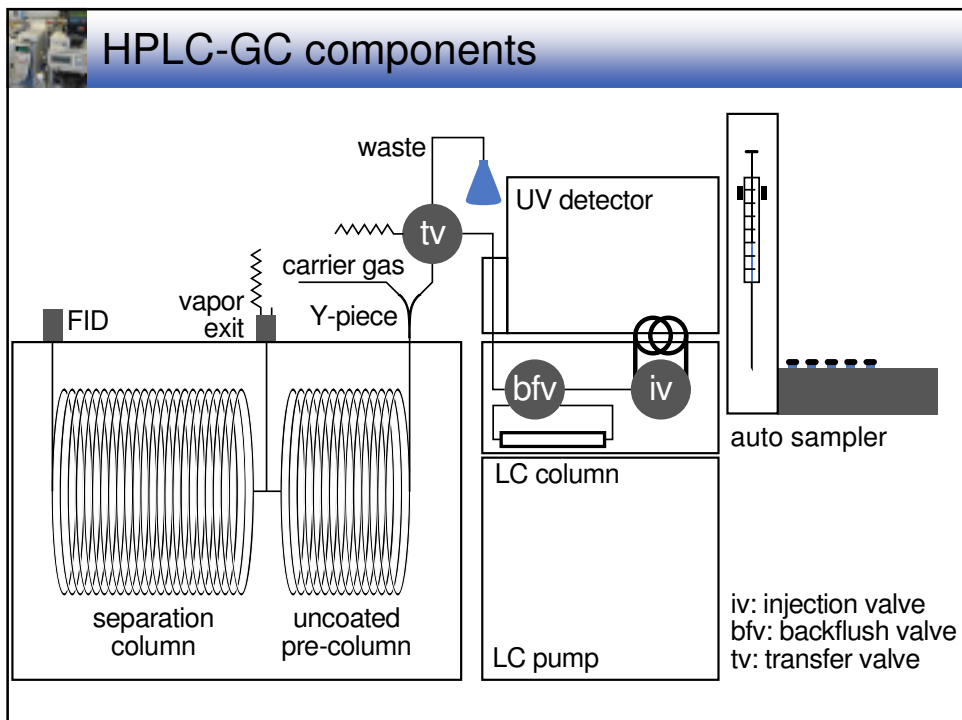 HPLC-GC components
waste
UV detector
tv
carrier gas
vapor
exit
Y-piece
FID
bfv
iv
auto sampler
LC column
separation
column
uncoated
pre-column
LC pump
iv: injection valve
bfv: backflush valve
tv: transfer valve